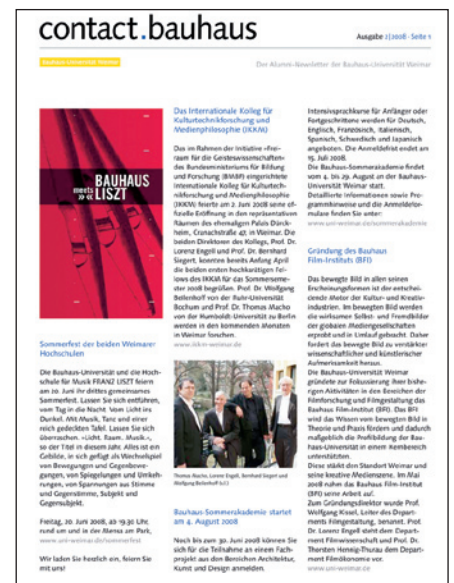 contact.bauhaus
Ausgabe 2|2008 · Seite 1
Bauhaus-Universität Weimar
Der Alumni-Newsletter der Bauhaus-Universität Weimar
BAUHAUS
meets
»«
LISZT
Sommerfest der beiden Weimarer
Hochschulen
Die Bauhaus-Universität und die Hoch-
schule für Musik FRANZ LISZT feiern
am 20. Juni ihr drittes gemeinsames
Sommerfest. Lassen Sie sich entführen,
vom Tag in die Nacht. Vom Licht ins
Dunkel. Mit Musik, Tanz und einer
reich gedeckten Tafel. Lassen Sie sich
überraschen. »Licht. Raum. Musik.«,
so der Titel in diesem Jahre. Alles ist ein
Gebilde, in sich gefügt als Wechselspiel
von Bewegungen und Gegenbewe-
gungen, von Spiegelungen und Umkeh-
rungen, von Spannungen aus Stimme
und Gegenstimme, Subjekt und
Gegensubjekt.
Freitag, 20. Juni 2008, ab 19.30 Uhr,
rund um und in der Mensa am Park,
www.uni-weimar.de/sommerfest
Wir laden Sie herzlich ein, feiern Sie
mit uns!
Das Internationale Kolleg für
Kulturtechnikforschung und
Medienphilosophie (IKKM)
Das im Rahmen der Initiative »Frei-
raum für die Geisteswissenschaften«
des Bundesministeriums für Bildung
und Forschung (BMBF) eingerichtete
Internationale Kolleg für Kulturtech-
nikforschung und Medienphilosophie
(IKKM) feierte am 2. Juni 2008 seine of-
fizielle Eröffnung in den repräsentativen
Räumen des ehemaligen Palais Dürck-
heim, Cranachstraße 47, in Weimar. Die
beiden Direktoren des Kollegs, Prof. Dr.
Lorenz Engell und Prof. Dr. Bernhard
Siegert, konnten bereits Anfang April
die beiden ersten hochkarätigen Fel-
lows des IKKM für das Sommerseme-
ster 2008 begrüßen. Prof. Dr. Wolfgang
Beilenhoff von der Ruhr-Universität
Bochum und Prof. Dr. Thomas Macho
von der Humboldt-Universität zu Berlin
werden in den kommenden Monaten
in Weimar forschen.
www.ikkm-weimar.de
Thomas Macho, Lorenz Engell, Bernhard Siegert und
Wolfgang Beilenhoff (v.l.)
Bauhaus-Sommerakademie startet
am 4. August 2008
Noch bis zum 30. Juni 2008 können Sie
sich für die Teilnahme an einem Fach-
projekt aus den Bereichen Architektur,
Kunst und Design anmelden.
Intensivsprachkurse für Anfänger oder
Fortgeschrittene werden für Deutsch,
Englisch, Französisch, Italienisch,
Spanisch, Schwedisch und Japanisch
angeboten. Die Anmeldefrist endet am
15. Juli 2008.
Die Bauhaus-Sommerakademie findet
vom 4. bis 29. August an der Bauhaus-
Universität Weimar statt.
Detaillierte Informationen sowie Pro-
grammhinweise und die Anmeldefor-
mulare finden Sie unter:
www.uni-weimar.de/sommerakademie
Gründung des Bauhaus
Film-Instituts (BFI)
Das bewegte Bild in allen seinen
Erscheinungsformen ist der entschei-
dende Motor der Kultur- und Kreativ-
industrien. Im bewegten Bild werden
die wirksamen Selbst- und Fremdbilder
der globalen Mediengesellschaften
erprobt und in Umlauf gebracht. Daher
fordert das bewegte Bild zu verstärkter
wissenschaftlicher und künstlerischer
Aufmerksamkeit heraus.
Die Bauhaus-Universität Weimar
gründete zur Fokussierung ihrer bishe-
rigen Aktivitäten in den Bereichen der
Filmforschung und Filmgestaltung das
Bauhaus Film-Institut (BFI). Das BFI
wird das Wissen vom bewegten Bild in
Theorie und Praxis fördern und dadurch
maßgeblich die Profilbildung der Bau-
haus-Universität in einem Kernbereich
unterstützen.
Diese stärkt den Standort Weimar und
seine kreative Medienszene. Im Mai
2008 nahm das Bauhaus Film-Institut
(BFI) seine Arbeit auf.
Zum Gründungsdirektor wurde Prof.
Wolfgang Kissel, Leiter des Depart-
ments Filmgestaltung, benannt. Prof.
Dr. Lorenz Engell steht dem Depart-
ment Filmwissenschaft und Prof. Dr.
Thorsten Hennig-Thurau dem Depart-
ment Filmökonomie vor.
www.uni-weimar.de